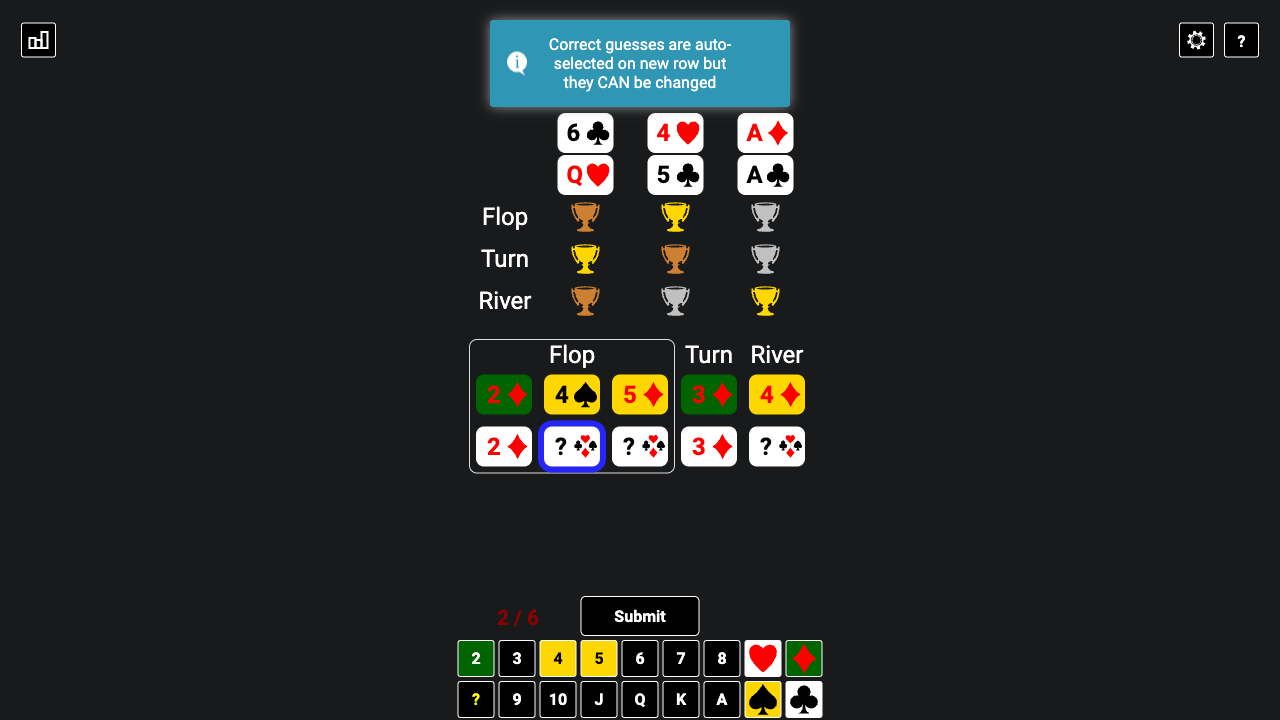 Correct guesses are auto-
selected on new row but
they CAN be changed
?
6 4 A
Q 5 A
Flop
Turn
River
Flop Turn River
2 4 5 3 4
2 ? ? 3 ?
2 / 6 Submit
2 3 4 5 6 7 8
? 9 10 J Q K A